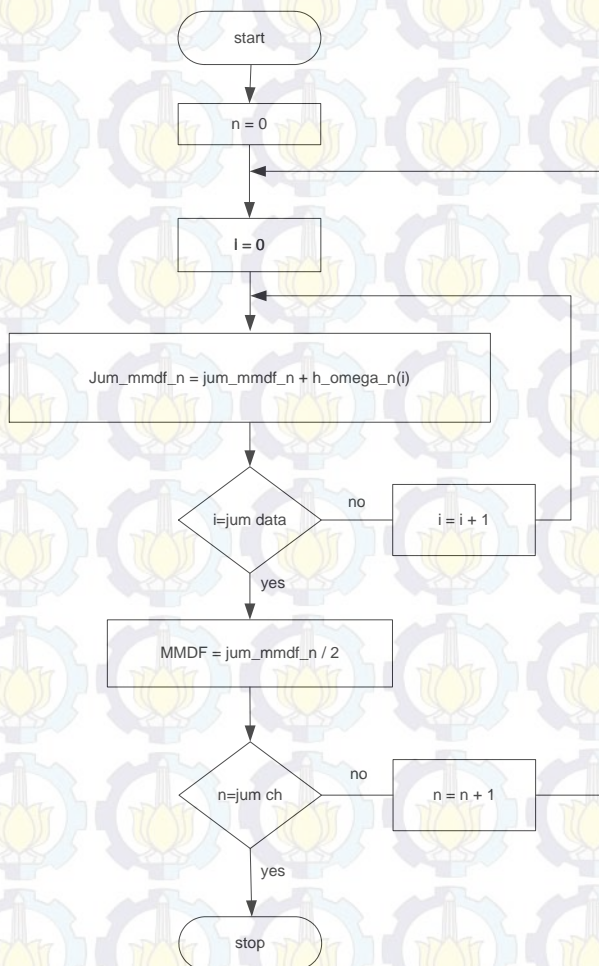 start
n = 0
I = 0
Jum_mmdf_n = jum_mmdf_n + h_omega_n(i)
i=jum data
no
i = i + 1
yes
MMDF = jum_mmdf_n / 2
n=jum ch
no
n = n + 1
yes
stop